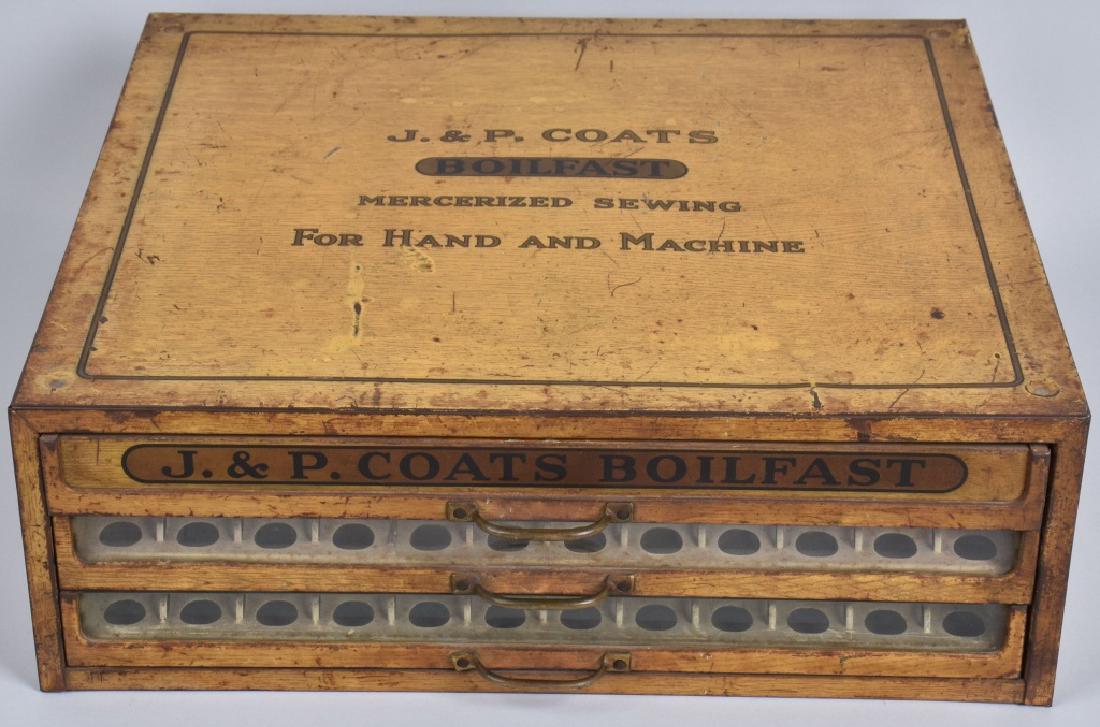 J. & P. COATS
BOILFAST
MERCERIZED SEWING
FOR HAND AND MACHINE
J. & P. COATS BOILFAST